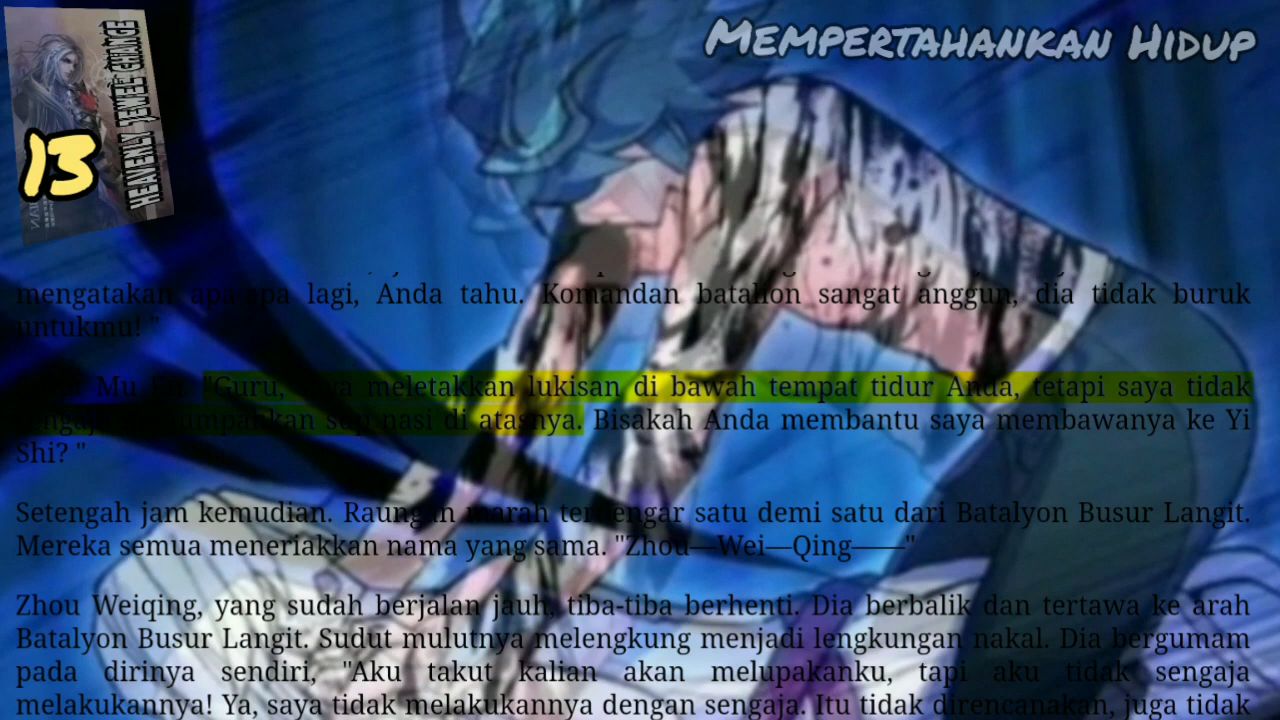 Mempertahankan Hidup
HEAVENLY JEWEL CHANGE
13
mengatakan apa-apa lagi, Anda tahu. Komandan batalion sangat anggun, dia tidak buruk
untukmu! "
Mu "Guru, saya meletakkan lukisan di bawah tempat tidur Anda, tetapi saya tidak
sengaja menumpahkan sup nasi di atasnya. Bisakah Anda membantu saya membawanya ke Yi
Shi? "
Setengah jam kemudian. Raungan marah terdengar satu demi satu dari Batalyon Busur Langit.
Mereka semua meneriakkan nama yang sama. "Zhou—Wei—Qing——"
Zhou Weiqing, yang sudah berjalan jauh, tiba-tiba berhenti. Dia berbalik dan tertawa ke arah
Batalyon Busur Langit. Sudut mulutnya melengkung menjadi lengkungan nakal. Dia bergumam
pada dirinya sendiri, "Aku takut kalian akan melupakanku, tapi aku tidak sengaja
melakukannya! Ya, saya tidak melakukannya dengan sengaja. Itu tidak direncanakan, juga tidak